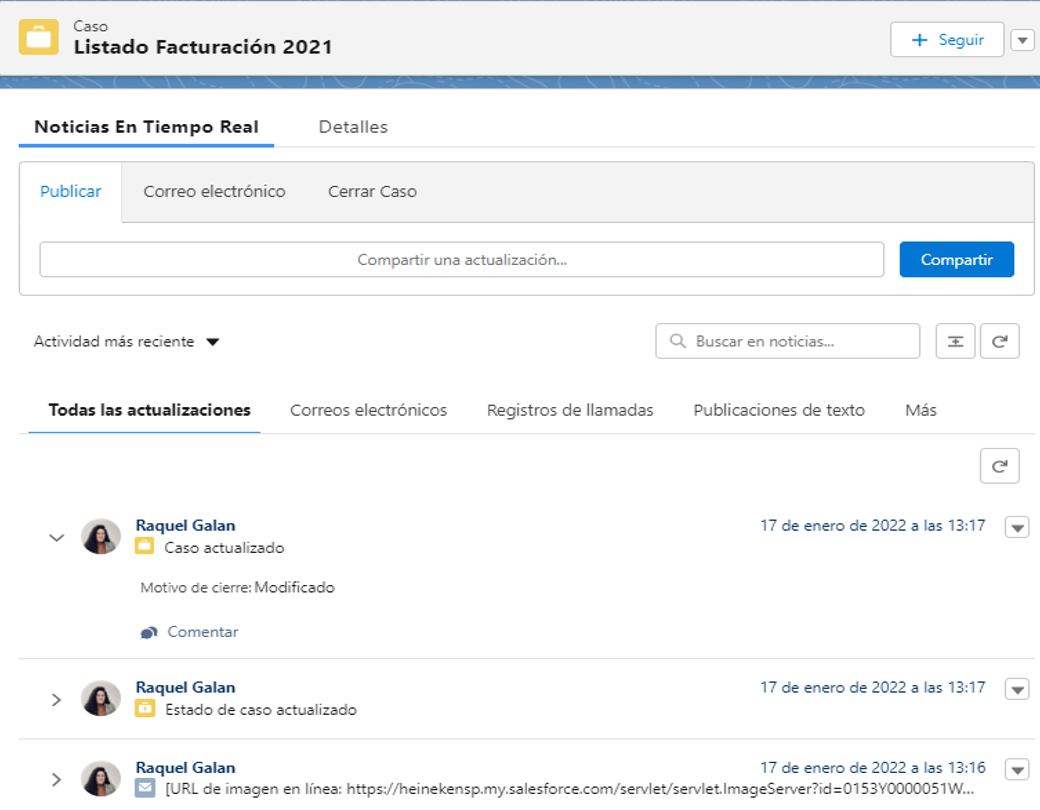 Caso
Listado Facturación 2021
Seguir
Noticias En Tiempo Real Detalles
Publicar Correo electrónico Cerrar Caso
Compartir una actualización... Compartir
Actividad más reciente Buscar en noticias...
Todas las actualizaciones Correos electrónicos Registros de llamadas Publicaciones de texto Más
Raquel Galan 17 de enero de 2022 a las 13:17
Caso actualizado
Motivo de cierre: Modificado
Comentar
Raquel Galan 17 de enero de 2022 a las 13:17
Estado de caso actualizado
Raquel Galan 17 de enero de 2022 a las 13:16
[URL de imagen en línea: https://heinekensp.my.salesforce.com/servlet/servlet.ImageServer?id=0153Y0000051W...